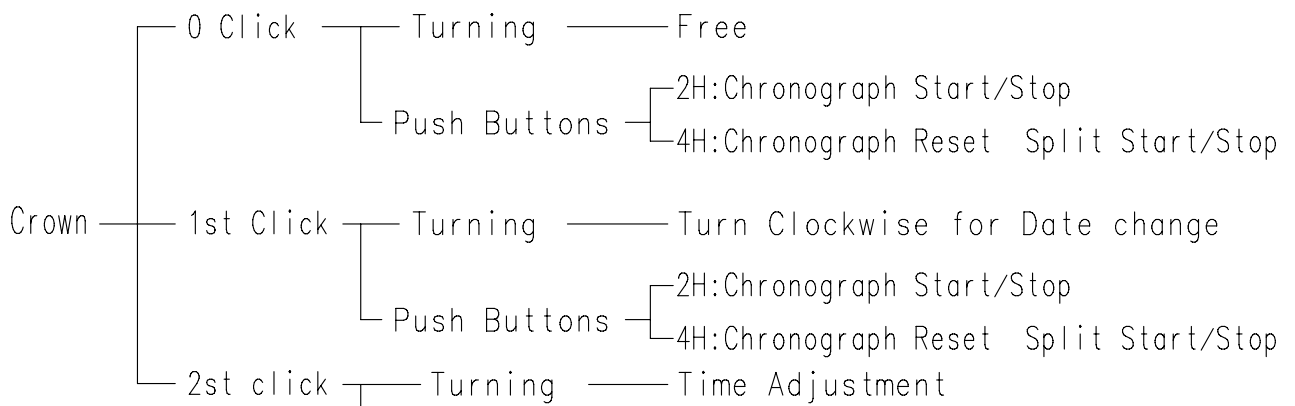 0 Click Turning Free
2H:Chronograph Start/Stop
Push Buttons
4H:Chronograph Reset Split Start/Stop
Crown 1st Click Turning Turn Clockwise for Date change
2H:Chronograph Start/Stop
Push Buttons
4H:Chronograph Reset Split Start/Stop
2st click Turning Time Adjustment